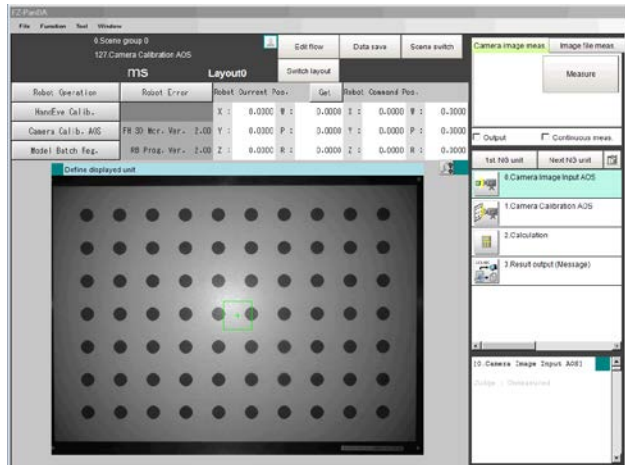 FZ-PanDA
File Function Tool Window
0.Scene group 0
127.Camera Calibration AOS
ms Layout0
Edit flow Data save Scene switch
Switch layout
Camera image meas. Image file meas.
Measure
Output Continuous meas.
1st. NG unit Next NG unit
Robot Operation Robot Error Robot Current Pos. Get Robot Command Pos.
HandEye Calib. X : 0.0000 W : 0.0000 X : 0.0000 W : 0.0000
Camera Calib. AOS FH 3D Mcr. Ver. 2.00 Y : 0.0000 P : 0.0000 Y : 0.0000 P : 0.0000
Model Batch Reg. RB Prog. Ver. 2.00 Z : 0.0000 R : 0.0000 Z : 0.0000 R : 0.0000
Define displayed unit
0.Camera Image Input AOS
1.Camera Calibration AOS
2.Calculation
3.Result output (Message)
[0.Camera Image Input AOS]
Judge : Unmeasured